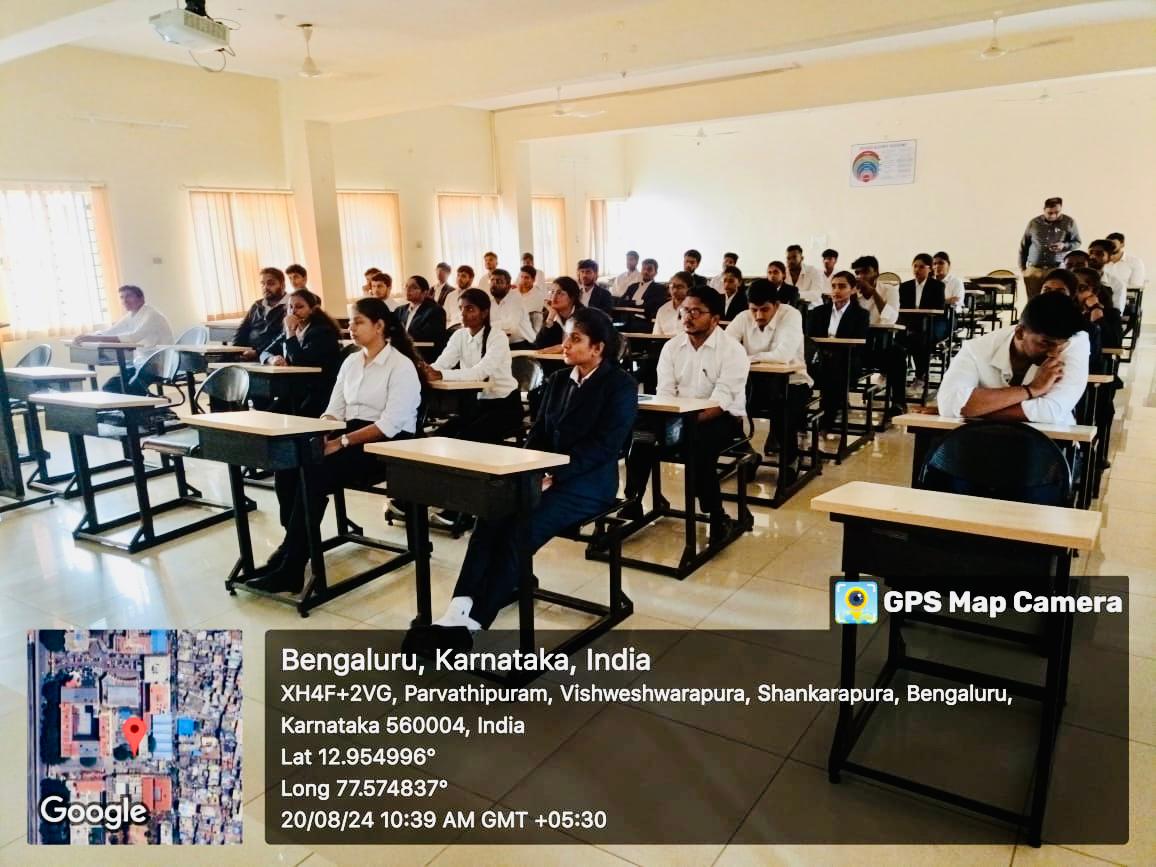 GPS Map Camera
Bengaluru, Karnataka, India
XH4F+2VG, Parvathipuram, Vishweshwarapura, Shankarapura, Bengaluru,
Karnataka 560004, India
Lat 12.954996°
Long 77.574837°
20/08/24 10:39 AM GMT +05:30
Google